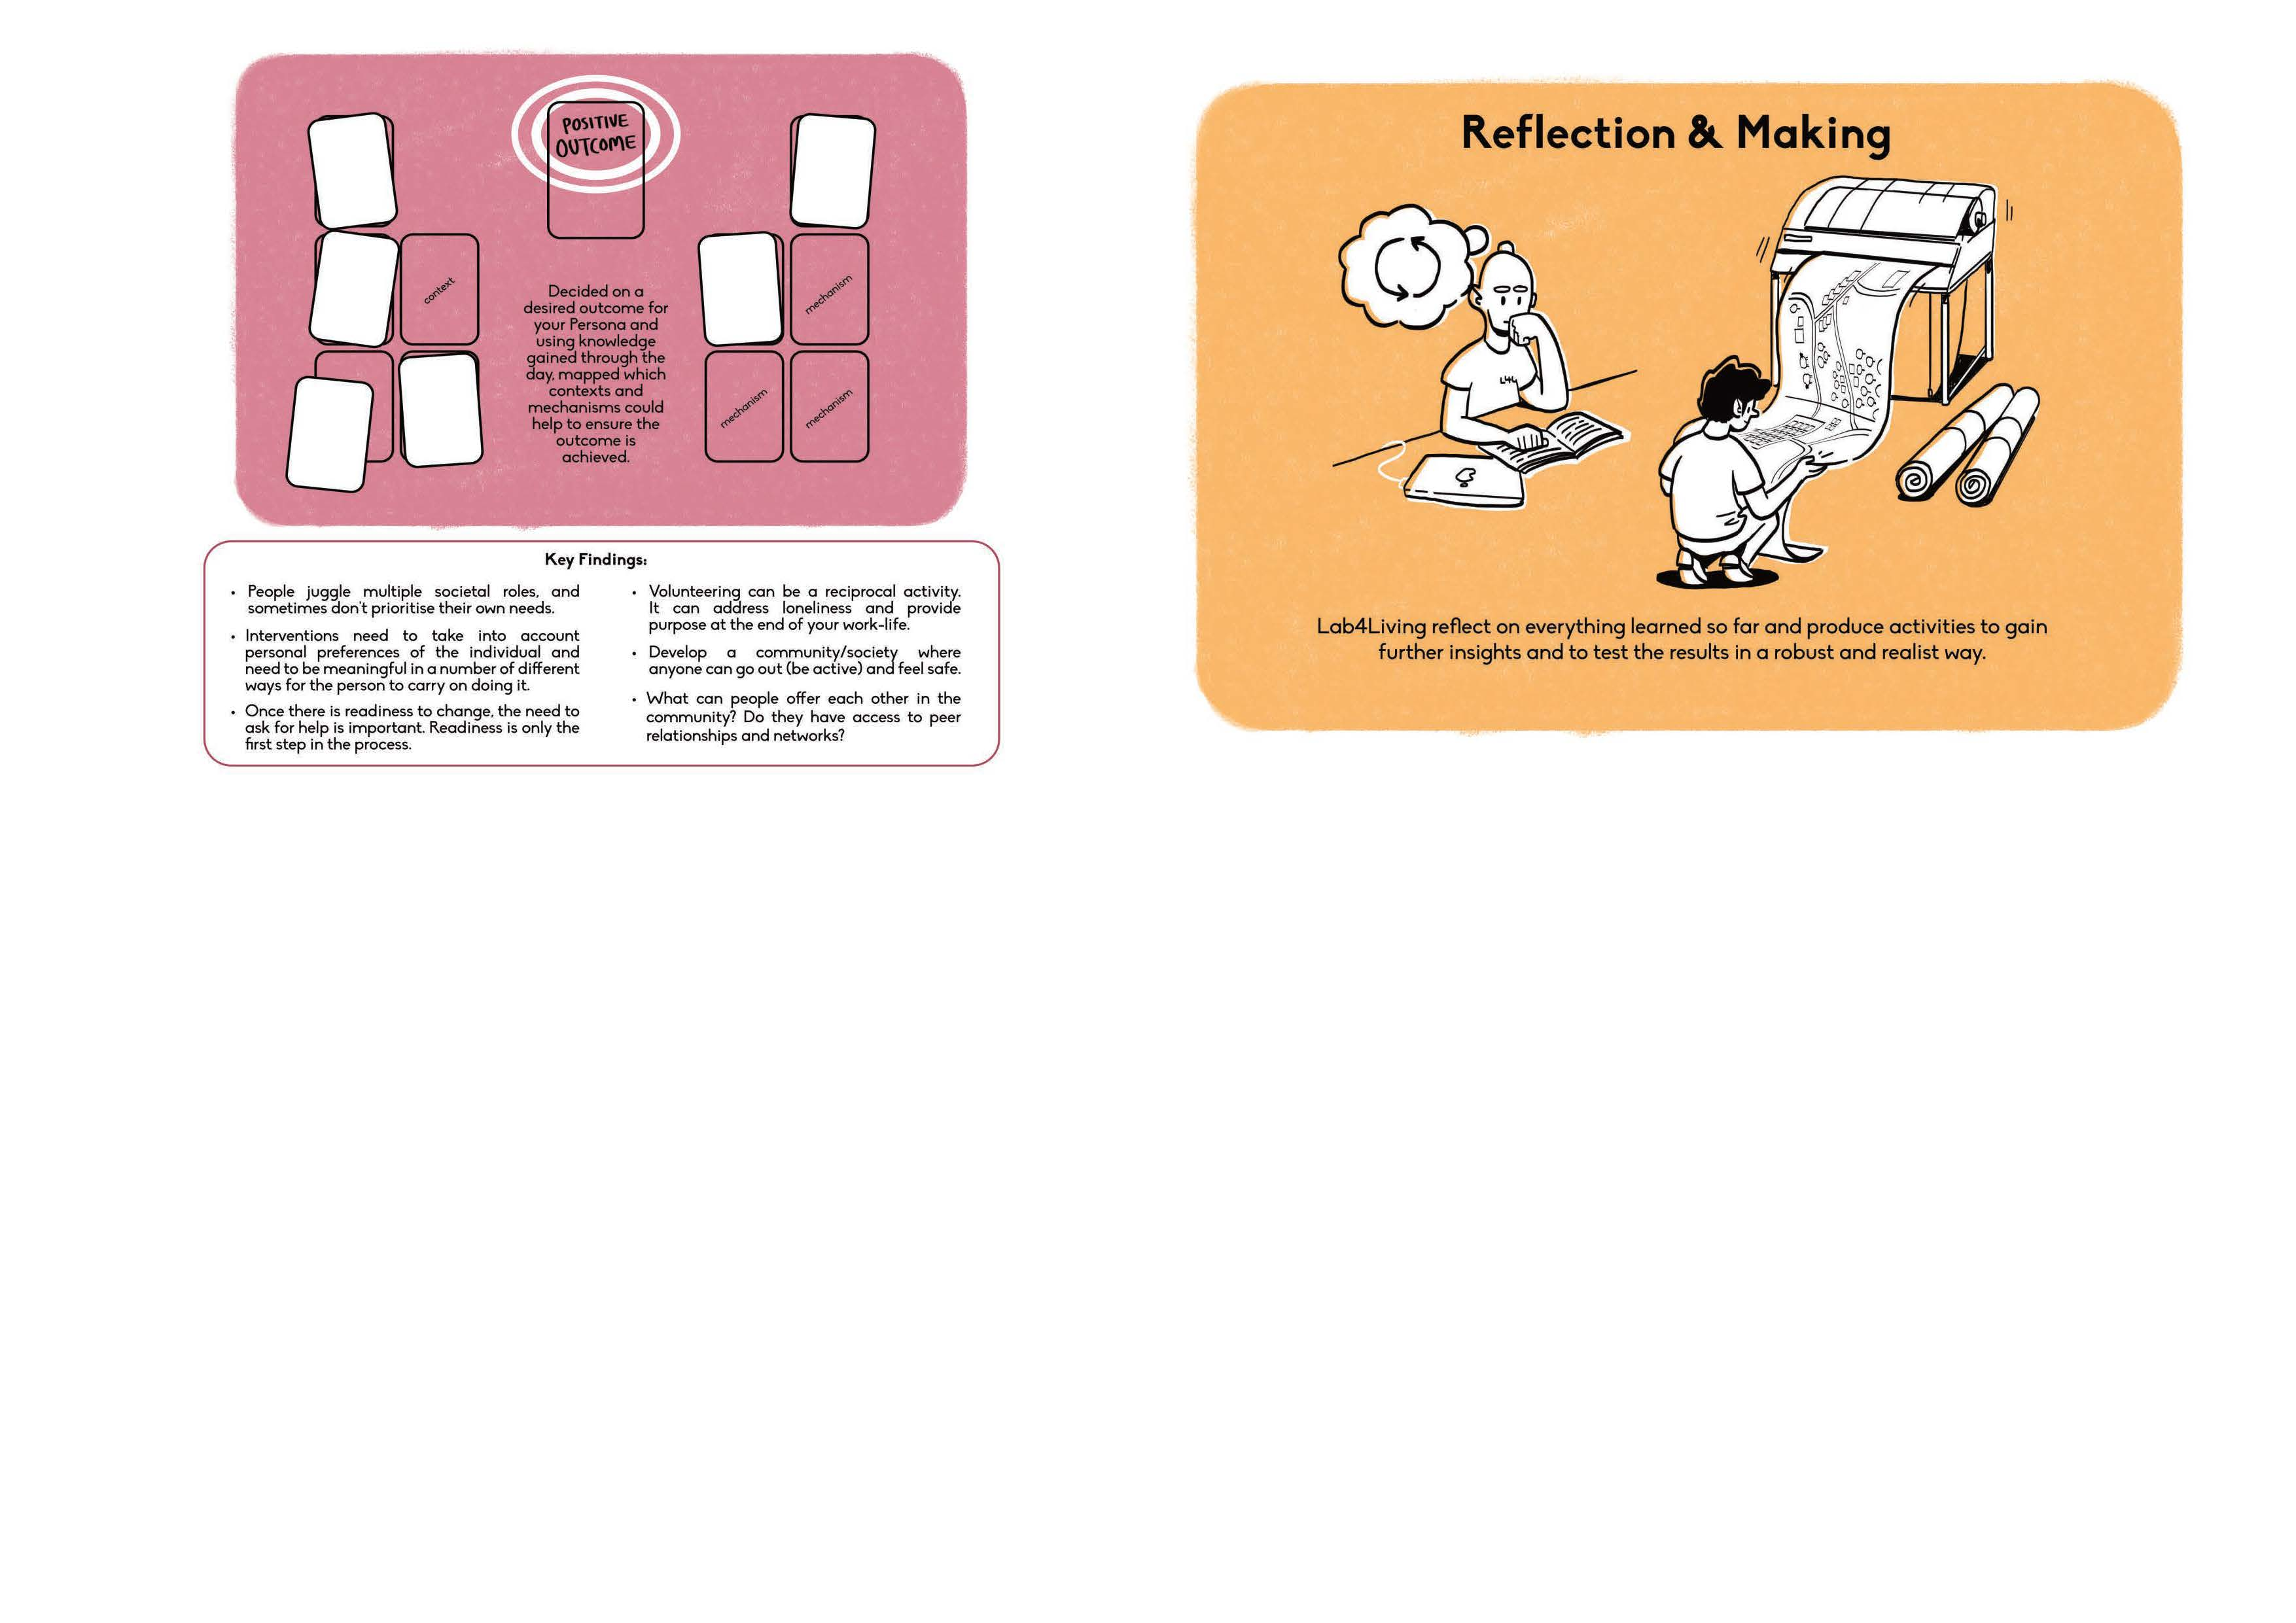 POSITIVE
OUTCOME
context
Decided on a
desired outcome for
your Persona and
using knowledge
gained through the
day, mapped which
contexts and
mechanisms could
help to ensure the
outcome is
achieved.
mechanism
mechanism
mechanism
Key Findings:
• People juggle multiple societal roles, and
sometimes don't prioritise their own needs.
• Interventions need to take into account
personal preferences of the individual and
need to be meaningful in a number of different
ways for the person to carry on doing it.
• Once there is readiness to change, the need to
ask for help is important. Readiness is only the
first step in the process.
• Volunteering can be a reciprocal activity.
It can address loneliness and provide
purpose at the end of your work-life.
• Develop a community/society where
anyone can go out (be active) and feel safe.
• What can people offer each other in the
community? Do they have access to peer
relationships and networks?
Reflection & Making
L4L
Lab4Living reflect on everything learned so far and produce activities to gain
further insights and to test the results in a robust and realist way.